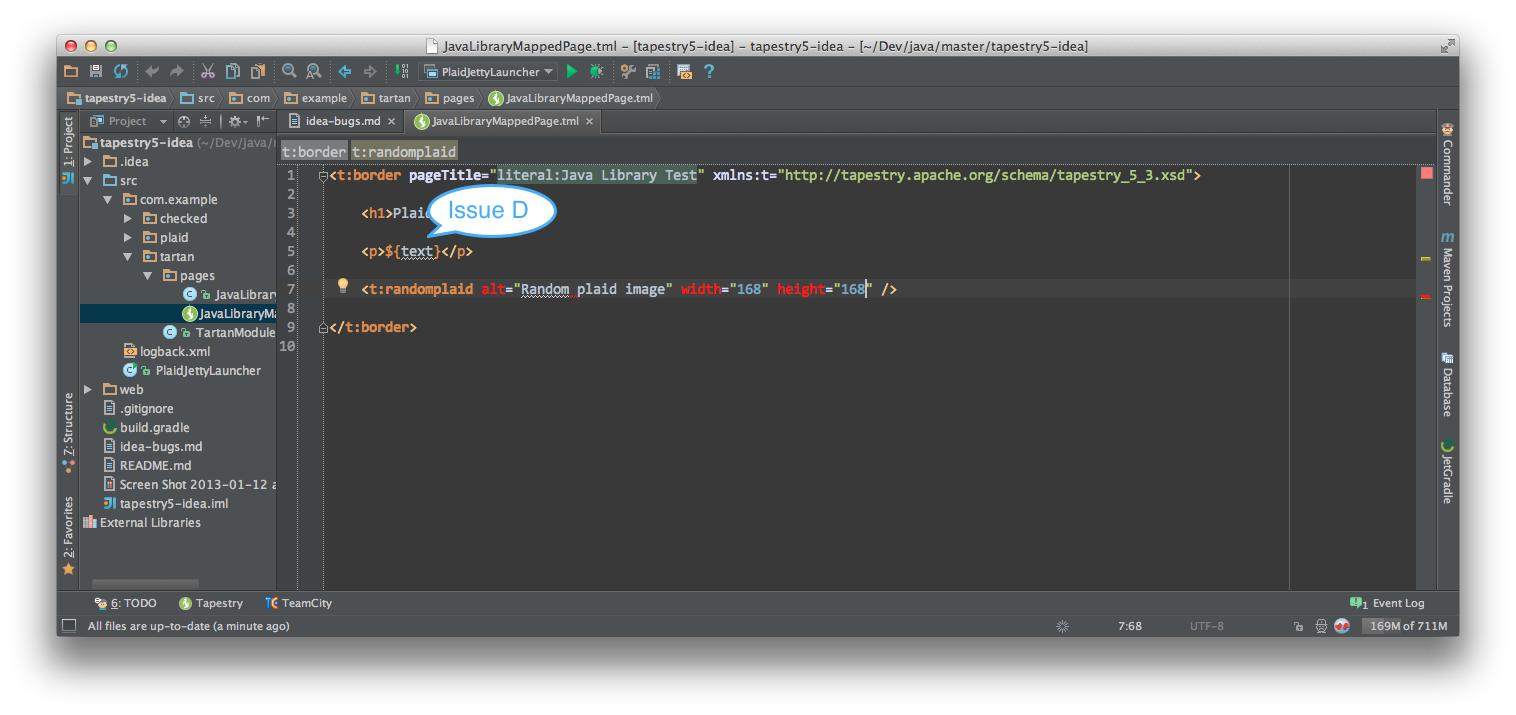 JavaLibraryMappedPage.tml – [tapestry5-idea] – tapestry5-idea – [~/Dev/java/master/tapestry5-idea]
PlaidJettyLauncher
tapestry5-idea src com example tartan pages JavaLibraryMappedPage.tml
1: Project
Z: Structure
2: Favorites
Project
tapestry5-idea (~/Dev/java/
.idea
src
com.example
checked
plaid
tartan
pages
JavaLibrary
JavaLibraryMa
TartanModule
logback.xml
PlaidJettyLauncher
web
.gitignore
build.gradle
idea-bugs.md
README.md
Screen Shot 2013-01-12 a
tapestry5-idea.iml
External Libraries
idea-bugs.md JavaLibraryMappedPage.tml
t:border t:randomplaid
1 <t:border pageTitle="literal:Java Library Test" xmlns:t="http://tapestry.apache.org/schema/tapestry_5_3.xsd">
2
3 <h1>Plaid
Issue D
4
5 <p>${text}</p>
6
7 <t:randomplaid alt="Random plaid image" width="168" height="168" />
8
9 </t:border>
10
Commander
m Maven Projects
Database
JetGradle
6: TODO Tapestry TC TeamCity 1 Event Log
All files are up-to-date (a minute ago) 7:68 UTF-8 169M of 711M